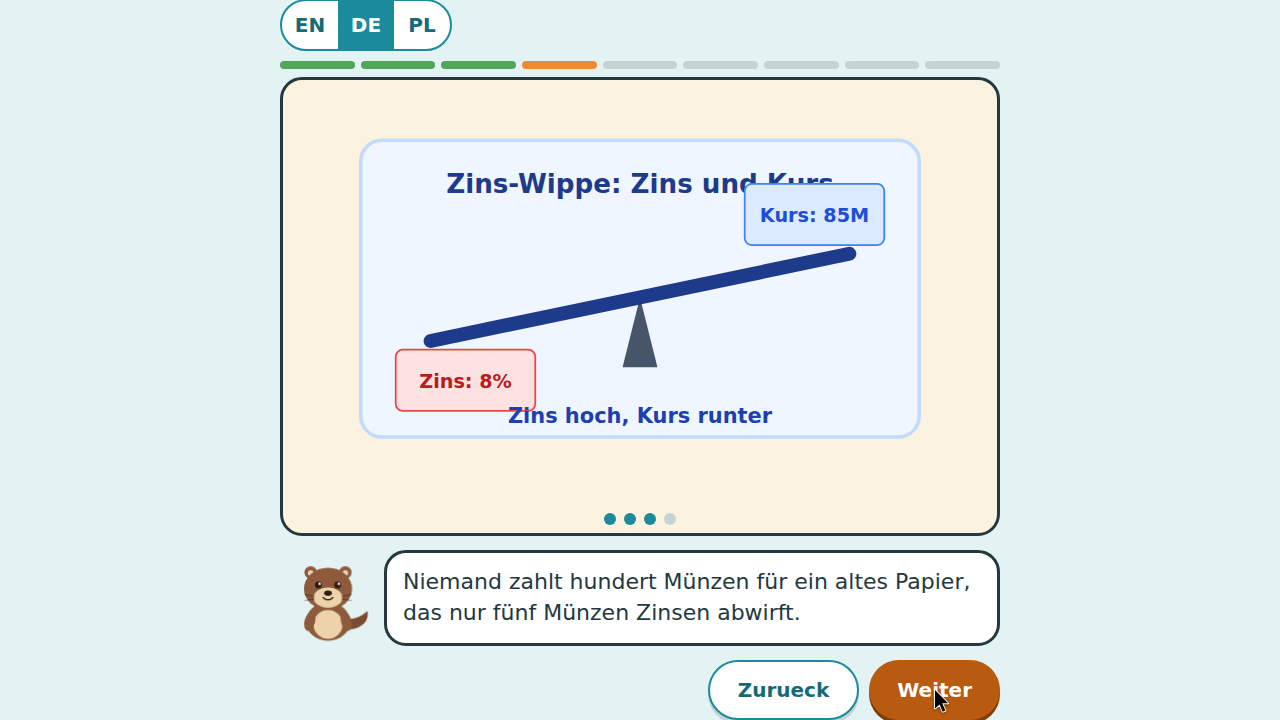 EN DE PL
Zins-Wippe: Zins und Kurs
Kurs: 85M
Zins: 8%
Zins hoch, Kurs runter
Niemand zahlt hundert Münzen für ein altes Papier,
das nur fünf Münzen Zinsen abwirft.
Zurueck Weiter